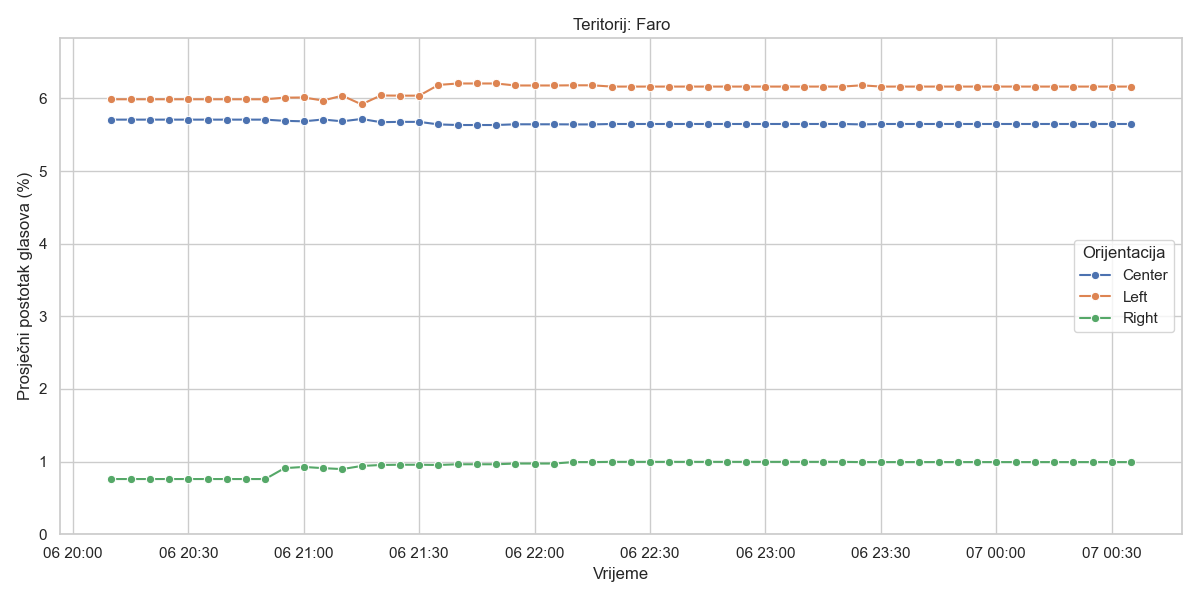 Teritorij: Faro
Prosječni postotak glasova (%)
6
5
4
3
2
1
0
Orijentacija
Center
Left
Right
06 20:00 06 20:30 06 21:00 06 21:30 06 22:00 06 22:30 06 23:00 06 23:30 07 00:00 07 00:30
Vrijeme